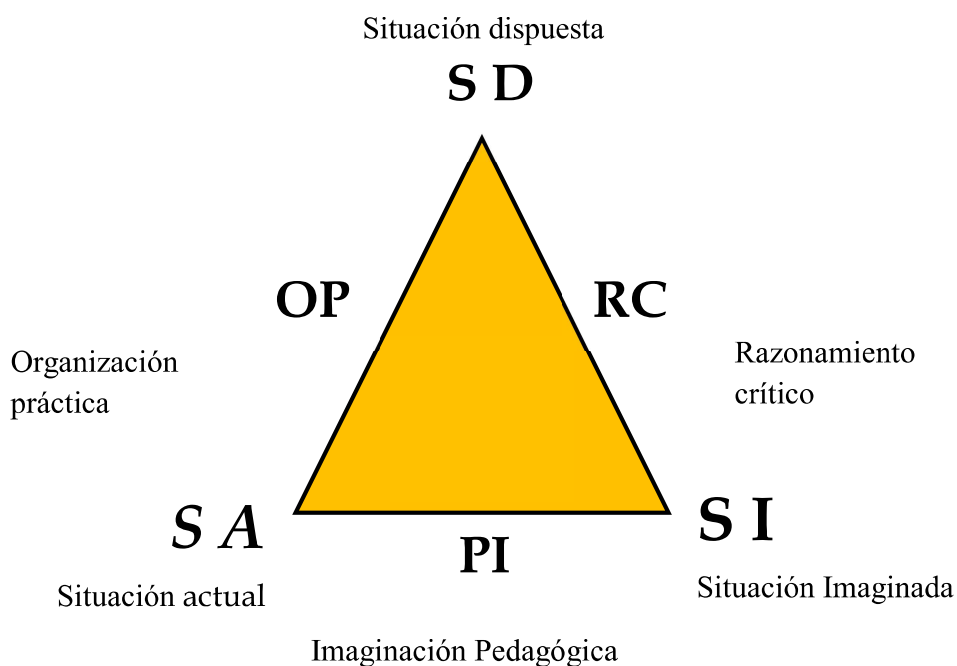 Situación dispuesta
S D
OP
RC
Organización
práctica
Razonamiento
crítico
S A
S I
PI
Situación actual
Situación Imaginada
Imaginación Pedagógica